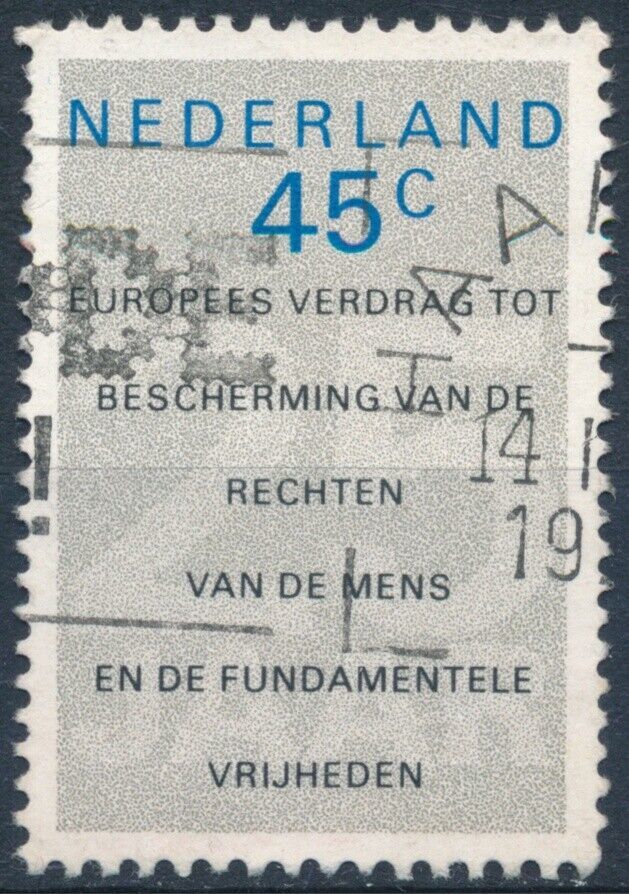 NEDERLAND
45C
EUROPEES VERDRAG TOT
BESCHERMING VAN DE
RECHTEN
VAN DE MENS
EN DE FUNDAMENTELE
VRIJHEDEN
14
19